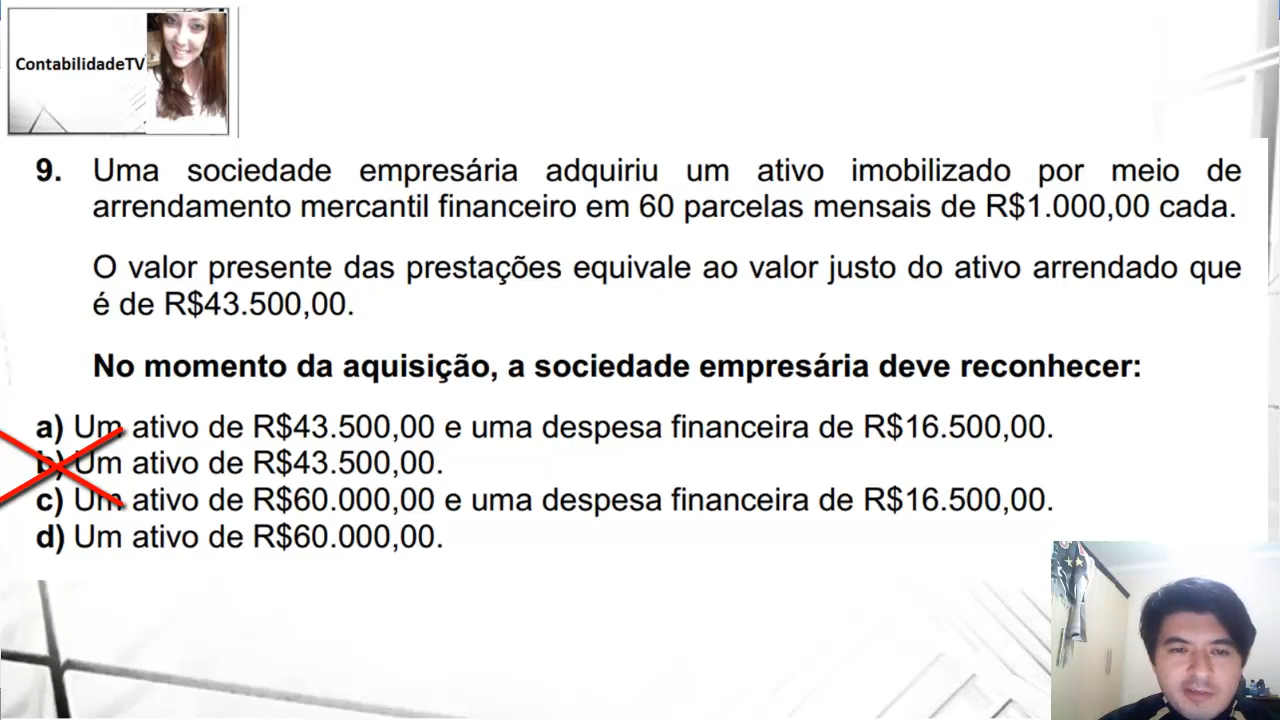 ContabilidadeTV
9. Uma sociedade empresária adquiriu um ativo imobilizado por meio de
arrendamento mercantil financeiro em 60 parcelas mensais de R$1.000,00 cada.
O valor presente das prestações equivale ao valor justo do ativo arrendado que
é de R$43.500,00.
No momento da aquisição, a sociedade empresária deve reconhecer:
a) Um ativo de R$43.500,00 e uma despesa financeira de R$16.500,00.
b) Um ativo de R$43.500,00.
c) Um ativo de R$60.000,00 e uma despesa financeira de R$16.500,00.
d) Um ativo de R$60.000,00.